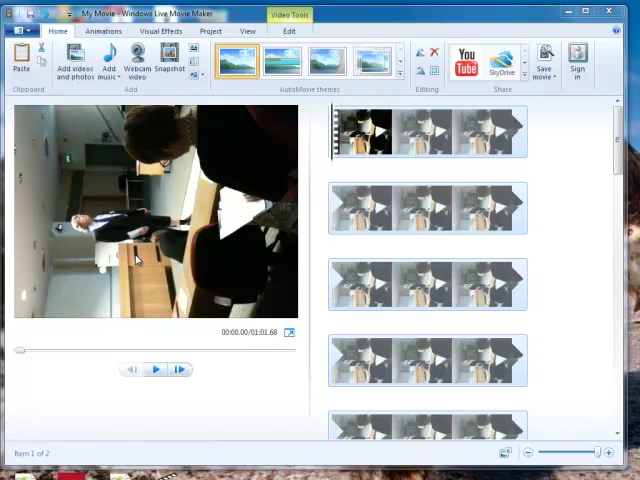 My Movie - Windows Live Movie Maker
Video Tools
Home
Animations
Visual Effects
Project
View
Edit
Paste
Add videos
and photos
Add
music
Webcam
video
Snapshot
You
Tube
SkyDrive
Save
movie
Sign
in
Clipboard
Add
AutoMovie themes
Editing
Share
00:00.00/01:01.68
Item 1 of 2